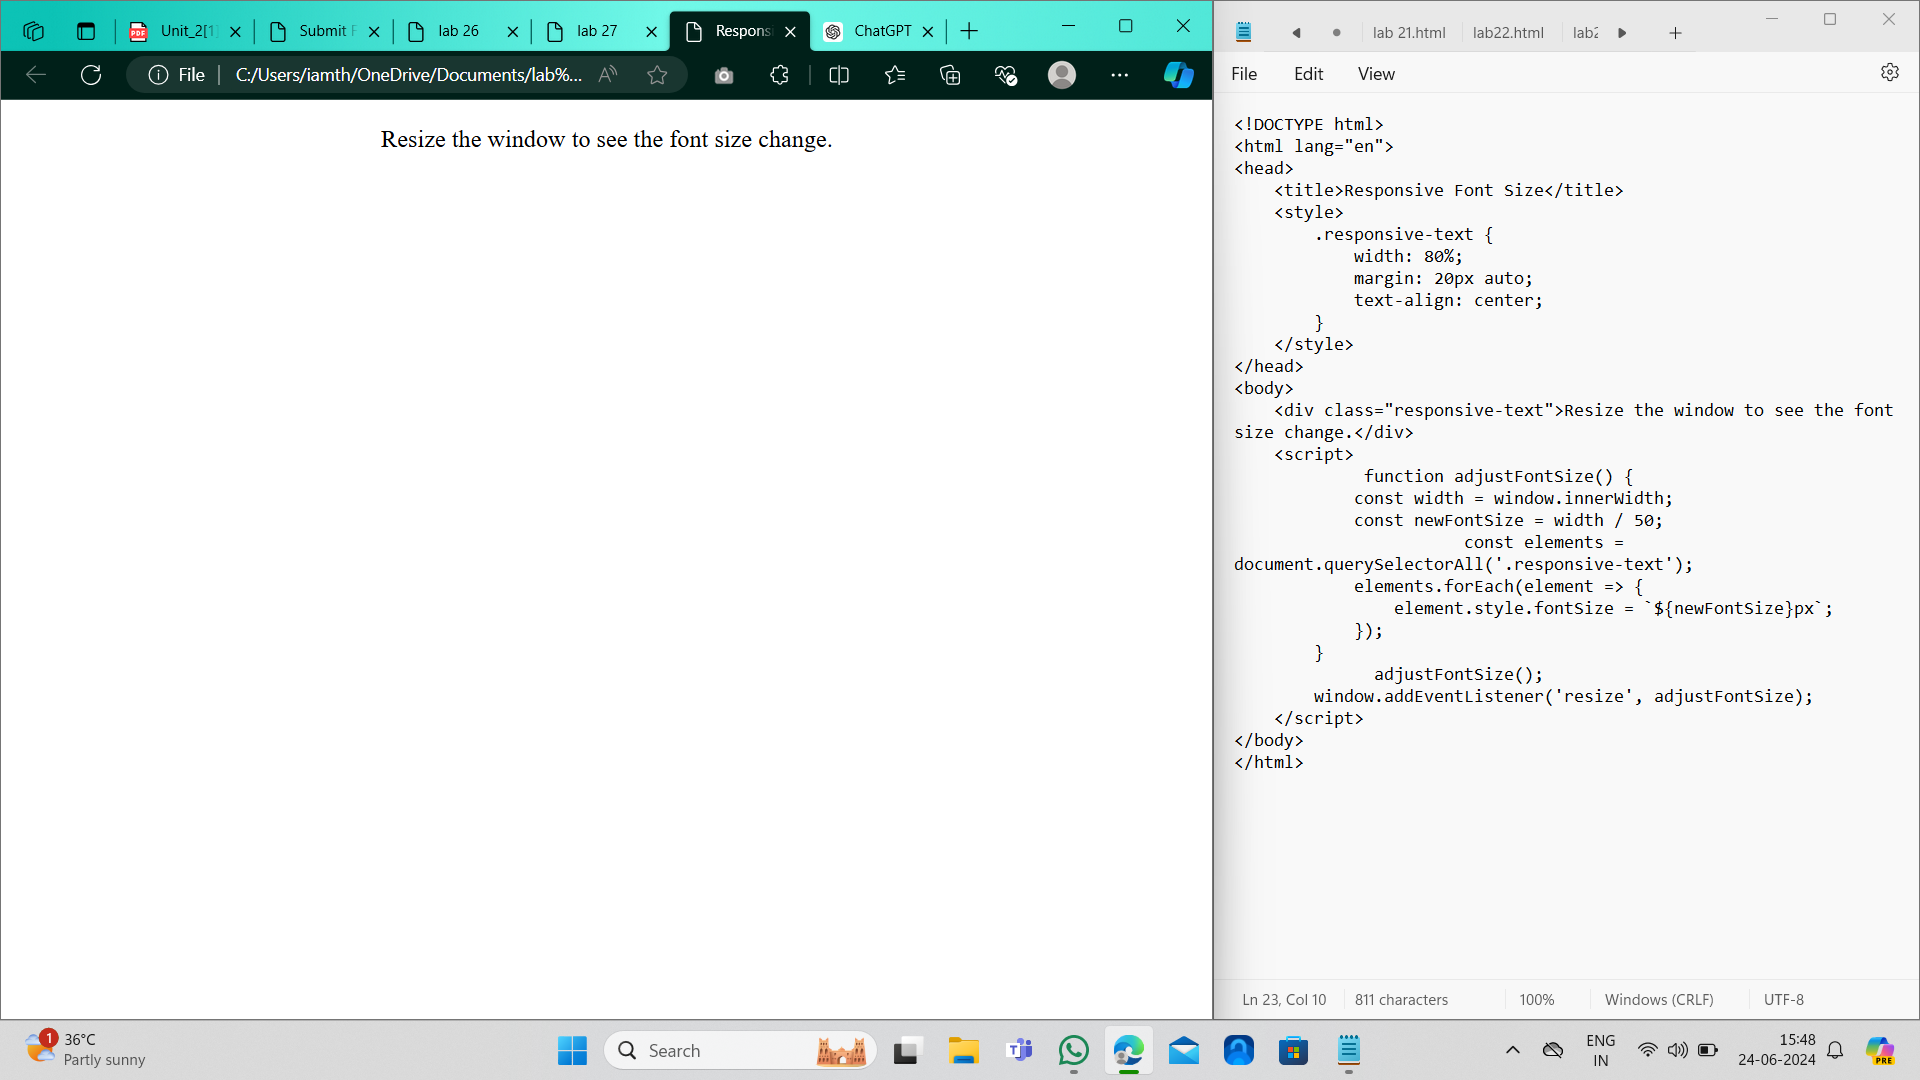 Unit_2[1]
Submit F
lab 26
lab 27
Respons
ChatGPT
File
C:/Users/iamth/OneDrive/Documents/lab%...
Resize the window to see the font size change.
lab 21.html
lab22.html
lab2
File
Edit
View
<!DOCTYPE html>
<html lang="en">
<head>
    <title>Responsive Font Size</title>
    <style>
        .responsive-text {
            width: 80%;
            margin: 20px auto;
            text-align: center;
        }
    </style>
</head>
<body>
    <div class="responsive-text">Resize the window to see the font
size change.</div>
    <script>
             function adjustFontSize() {
            const width = window.innerWidth;
            const newFontSize = width / 50;
                       const elements =
document.querySelectorAll('.responsive-text');
            elements.forEach(element => {
                element.style.fontSize = `${newFontSize}px`;
            });
        }
              adjustFontSize();
        window.addEventListener('resize', adjustFontSize);
    </script>
</body>
</html>
Ln 23, Col 10
811 characters
100%
Windows (CRLF)
UTF-8
1
36°C
Partly sunny
Search
ENG
IN
15:48
24-06-2024
PRE